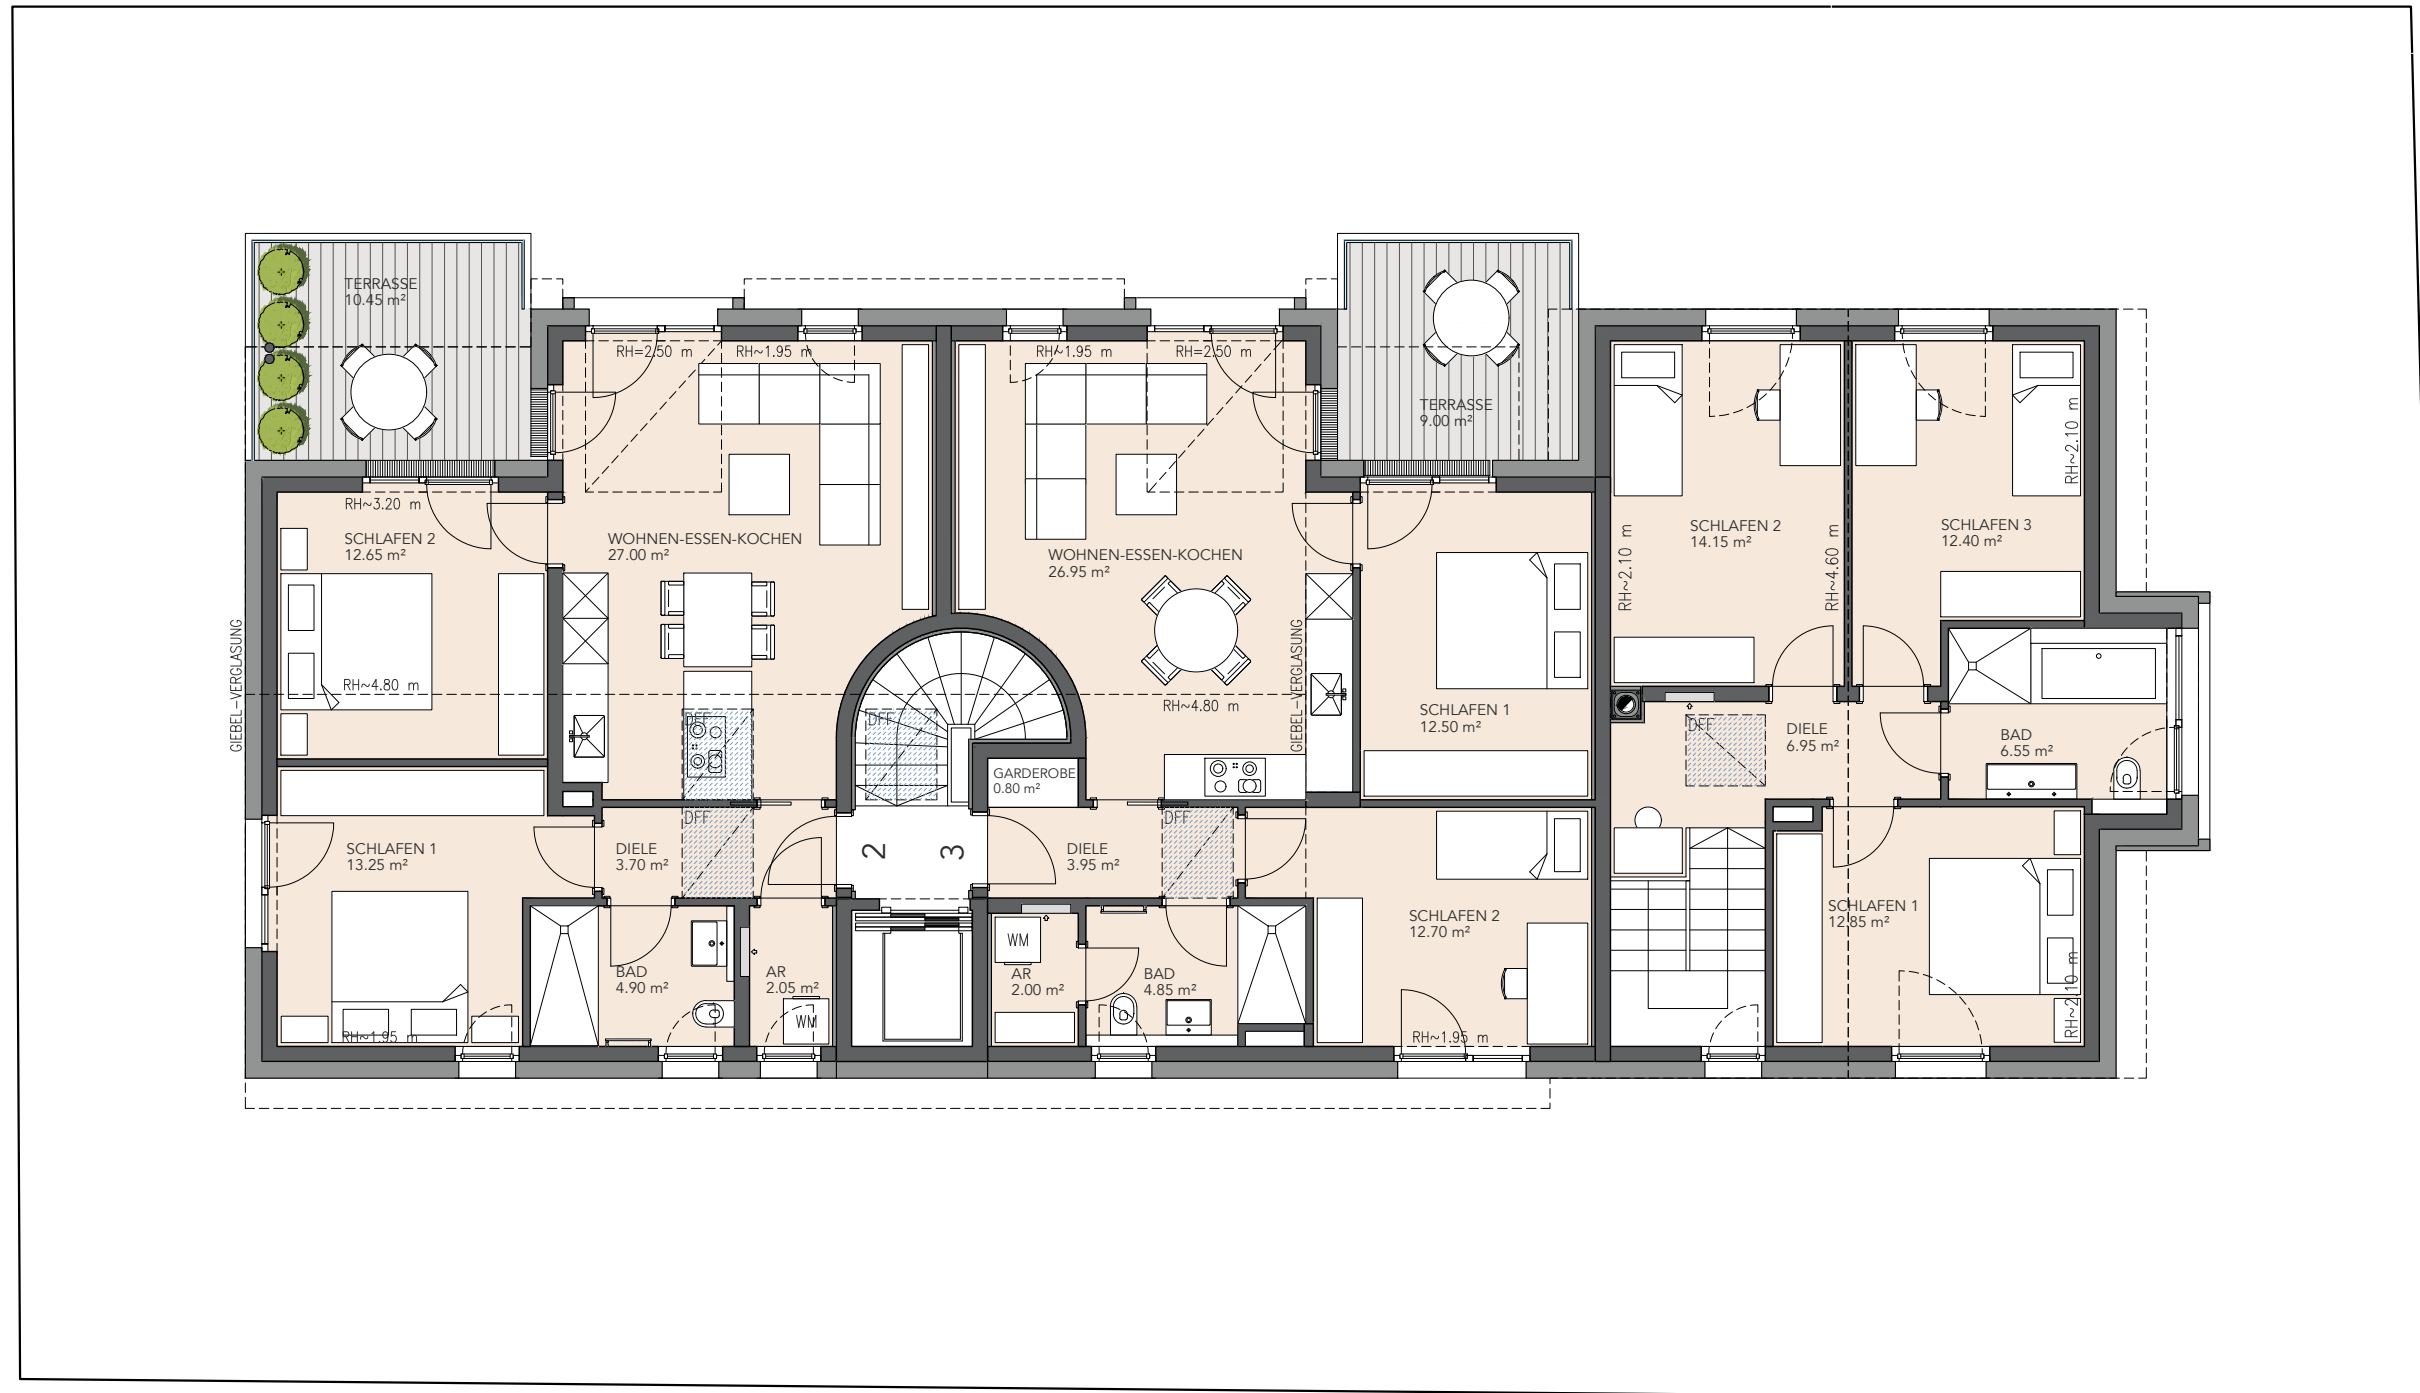 TERRASSE
10.45 m²
RH=2.50 m
RH~1.95 m
RH~1.95 m
RH=2.50 m
TERRASSE
9.00 m²
RH~3.20 m
SCHLAFEN 2
12.65 m²
WOHNEN-ESSEN-KOCHEN
27.00 m²
WOHNEN-ESSEN-KOCHEN
26.95 m²
SCHLAFEN 2
14.15 m²
SCHLAFEN 3
12.40 m²
RH~2.10 m
RH~2.10 m
RH~4.60 m
GIEBEL-VERGLASUNG
RH~4.80 m
RH~4.80 m
GIEBEL-VERGLASUNG
SCHLAFEN 1
12.50 m²
DFF
DFF
DFF
DIELE
6.95 m²
BAD
6.55 m²
GARDEROBE
0.80 m²
DFF
DFF
SCHLAFEN 1
13.25 m²
DIELE
3.70 m²
2
3
DIELE
3.95 m²
SCHLAFEN 2
12.70 m²
SCHLAFEN 1
12.85 m²
WM
BAD
4.90 m²
AR
2.05 m²
AR
2.00 m²
BAD
4.85 m²
WM
RH~1.95 m
RH~1.95 m
RH~2.10 m